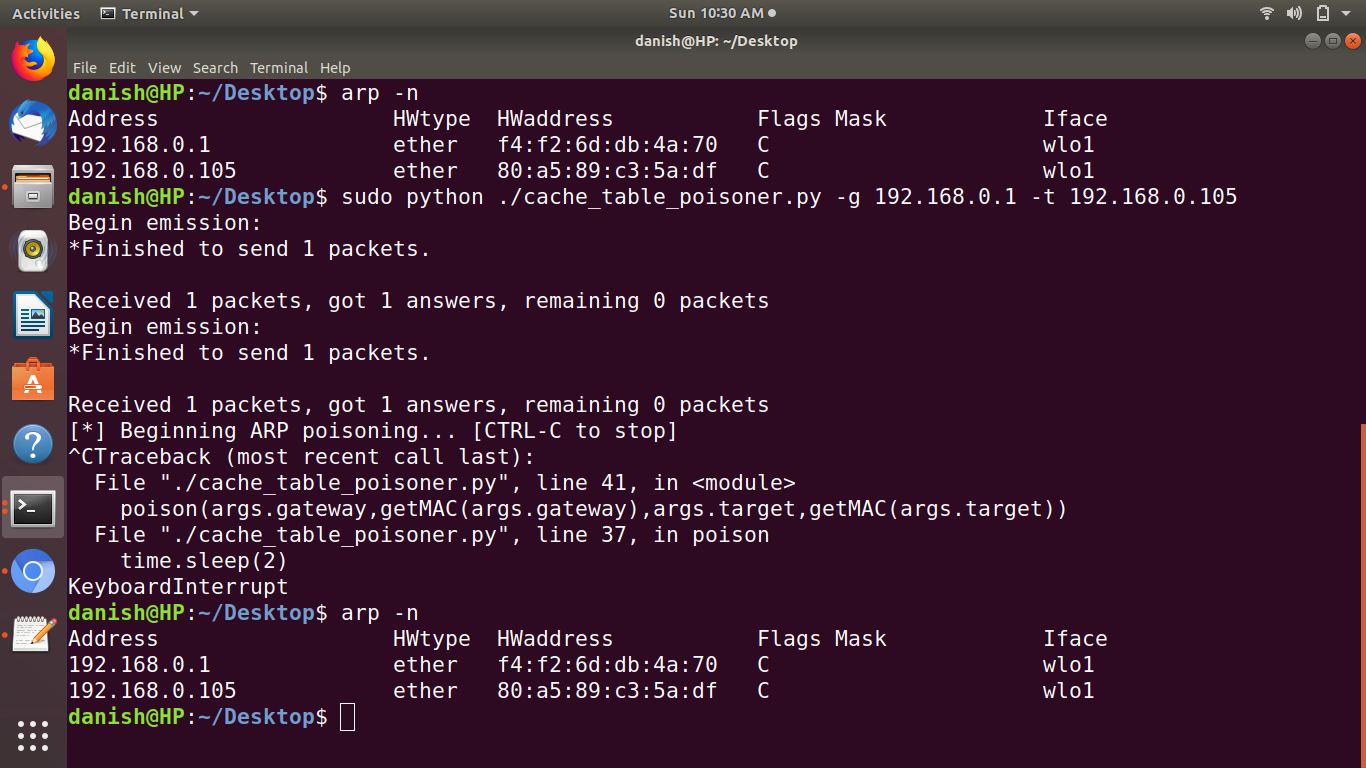 Activities Terminal Sun 10:30 AM
danish@HP: ~/Desktop
File Edit View Search Terminal Help
danish@HP:~/Desktop$ arp -n
Address HWtype HWaddress Flags Mask Iface
192.168.0.1 ether f4:f2:6d:db:4a:70 C wlo1
192.168.0.105 ether 80:a5:89:c3:5a:df C wlo1
danish@HP:~/Desktop$ sudo python ./cache_table_poisoner.py -g 192.168.0.1 -t 192.168.0.105
Begin emission:
*Finished to send 1 packets.
Received 1 packets, got 1 answers, remaining 0 packets
Begin emission:
*Finished to send 1 packets.
Received 1 packets, got 1 answers, remaining 0 packets
[*] Beginning ARP poisoning... [CTRL-C to stop]
^CTraceback (most recent call last):
File "./cache_table_poisoner.py", line 41, in <module>
poison(args.gateway,getMAC(args.gateway),args.target,getMAC(args.target))
File "./cache_table_poisoner.py", line 37, in poison
time.sleep(2)
KeyboardInterrupt
danish@HP:~/Desktop$ arp -n
Address HWtype HWaddress Flags Mask Iface
192.168.0.1 ether f4:f2:6d:db:4a:70 C wlo1
192.168.0.105 ether 80:a5:89:c3:5a:df C wlo1
danish@HP:~/Desktop$